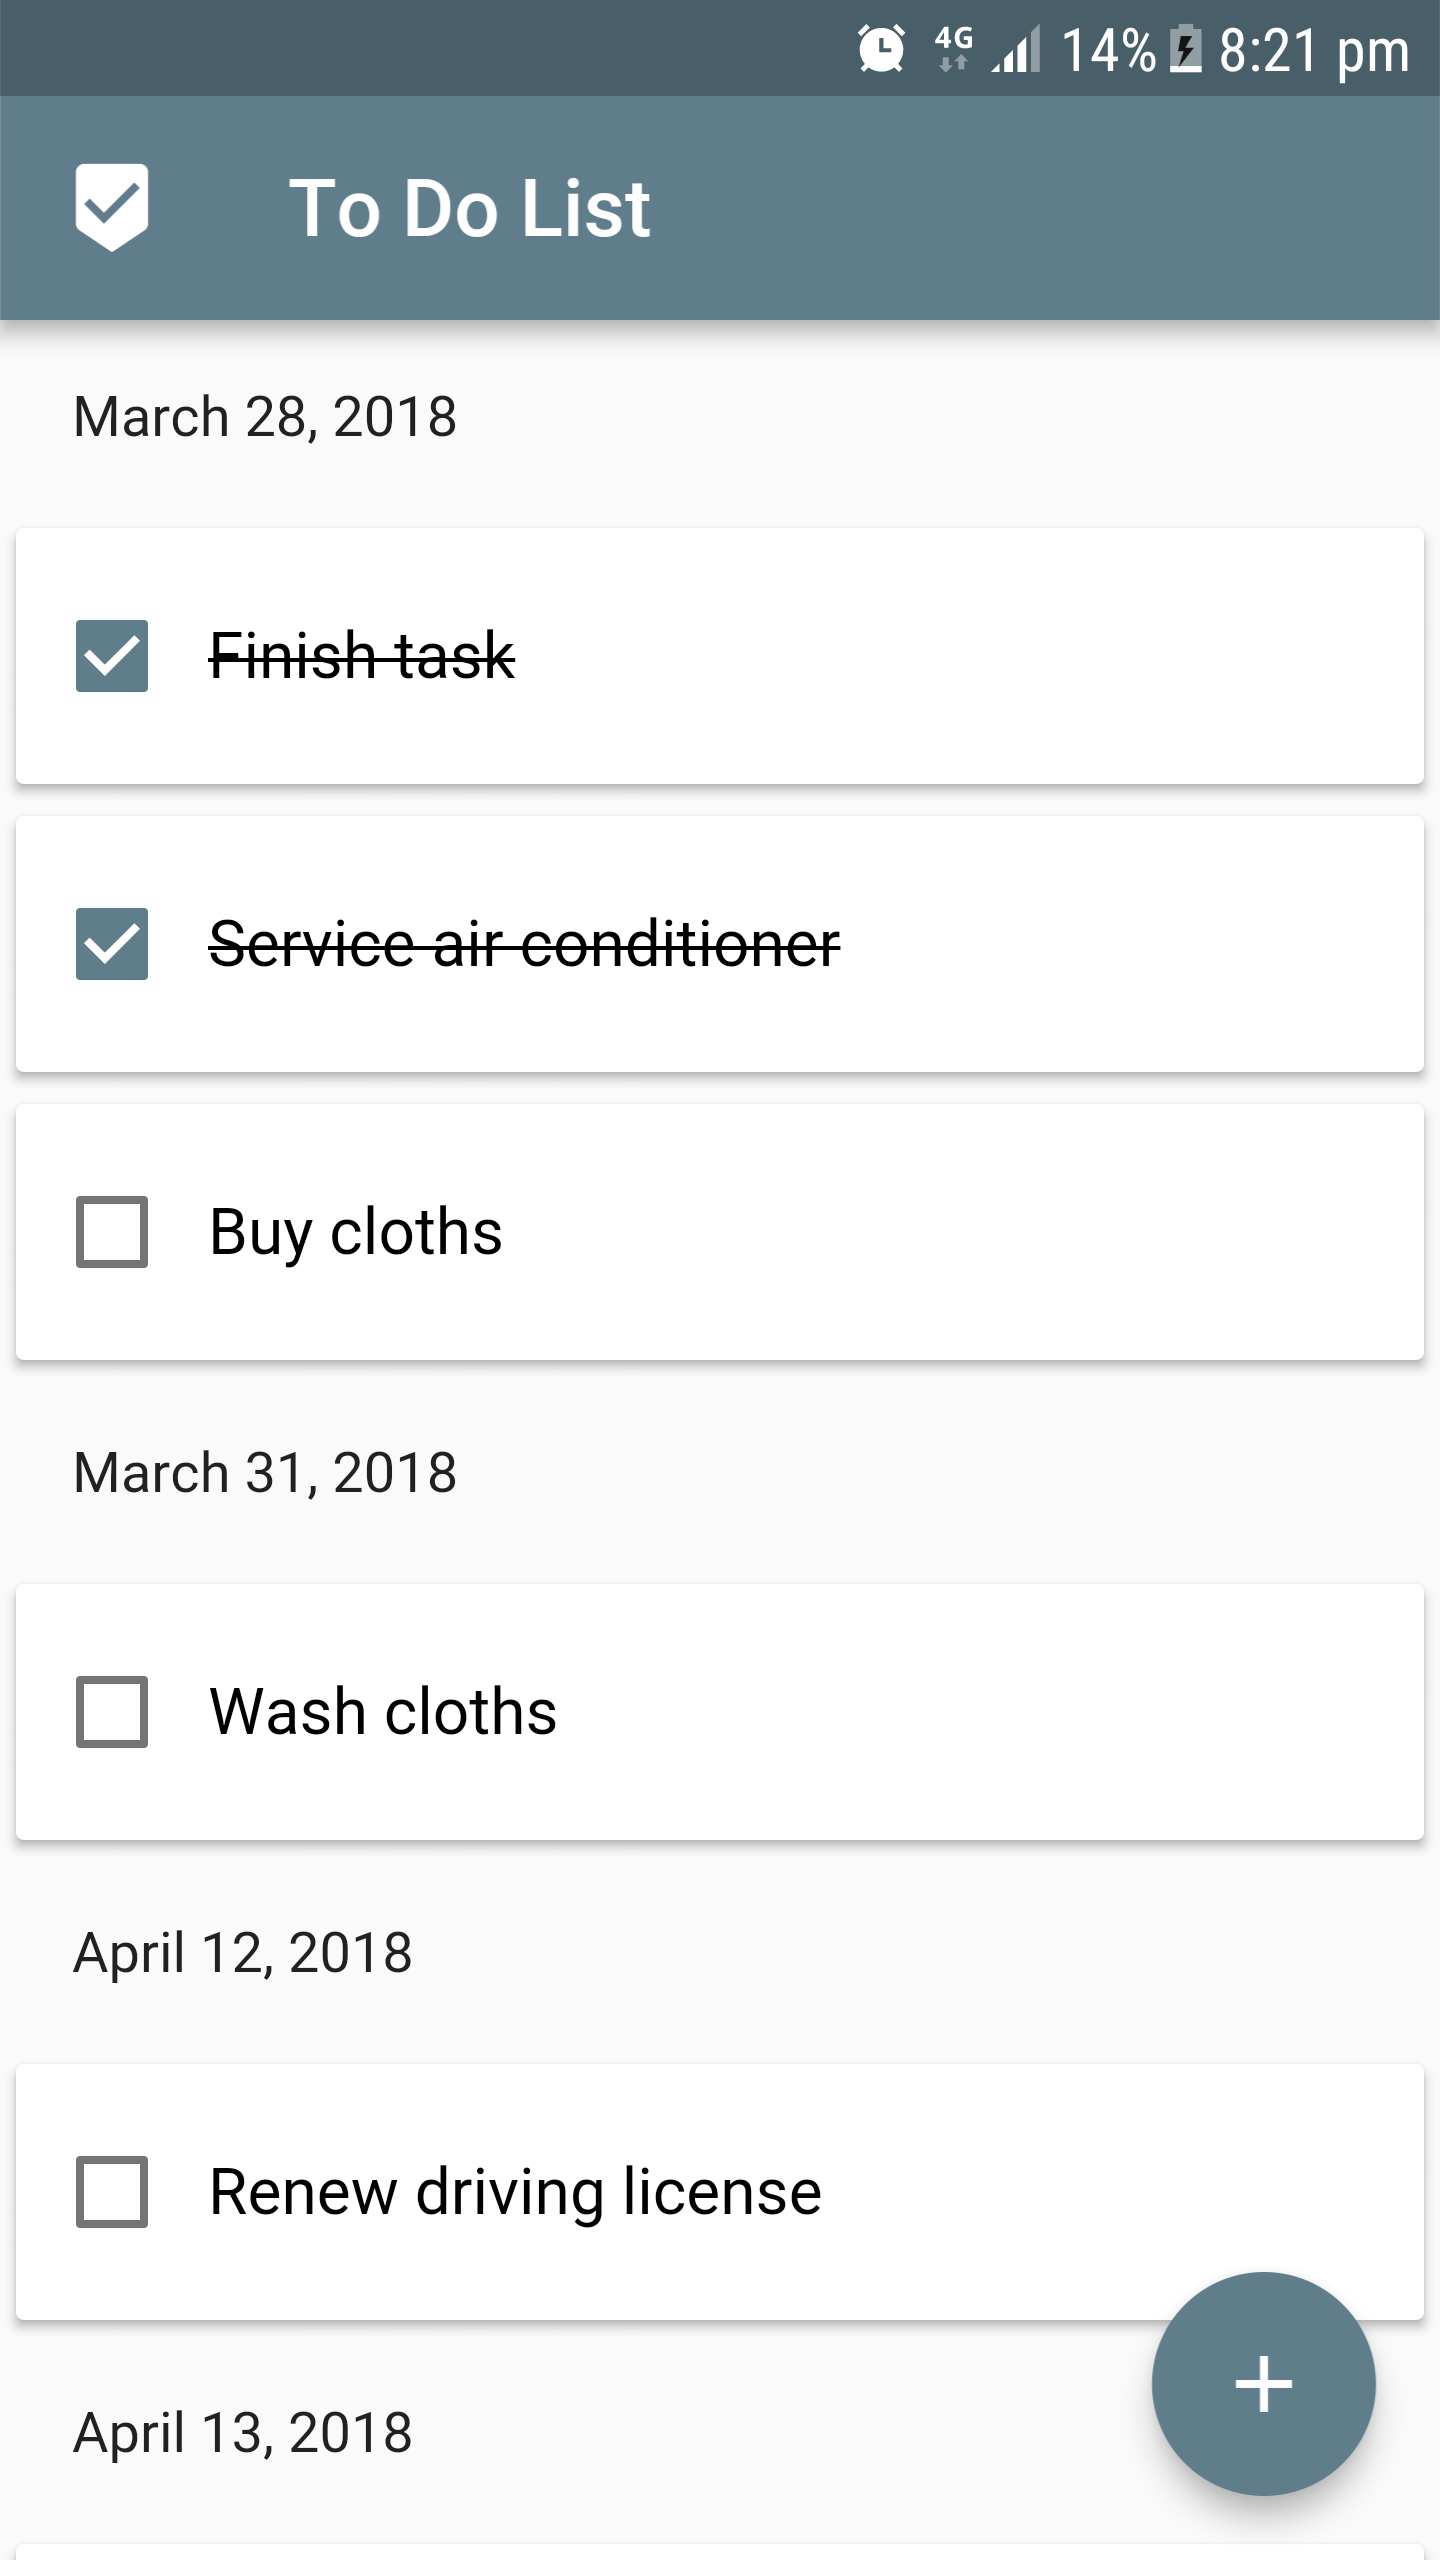 4G 14% 8:21 pm
To Do List
March 28, 2018
Finish task
Service air conditioner
Buy cloths
March 31, 2018
Wash cloths
April 12, 2018
Renew driving license
April 13, 2018